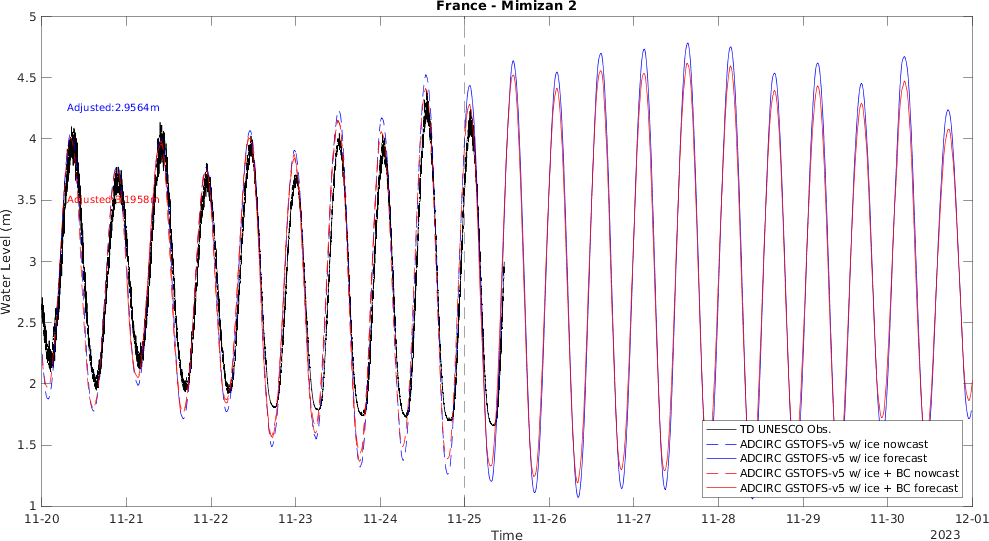 France - Mimizan 2
Water Level (m)
5
4.5
4
3.5
3
2.5
2
1.5
1
Adjusted:2.9564m
Adjusted:3.1958m
TD UNESCO Obs.
ADCIRC GSTOFS-v5 w/ ice nowcast
ADCIRC GSTOFS-v5 w/ ice forecast
ADCIRC GSTOFS-v5 w/ ice + BC nowcast
ADCIRC GSTOFS-v5 w/ ice + BC forecast
11-20 11-21 11-22 11-23 11-24 11-25 11-26 11-27 11-28 11-29 11-30 12-01
Time
2023